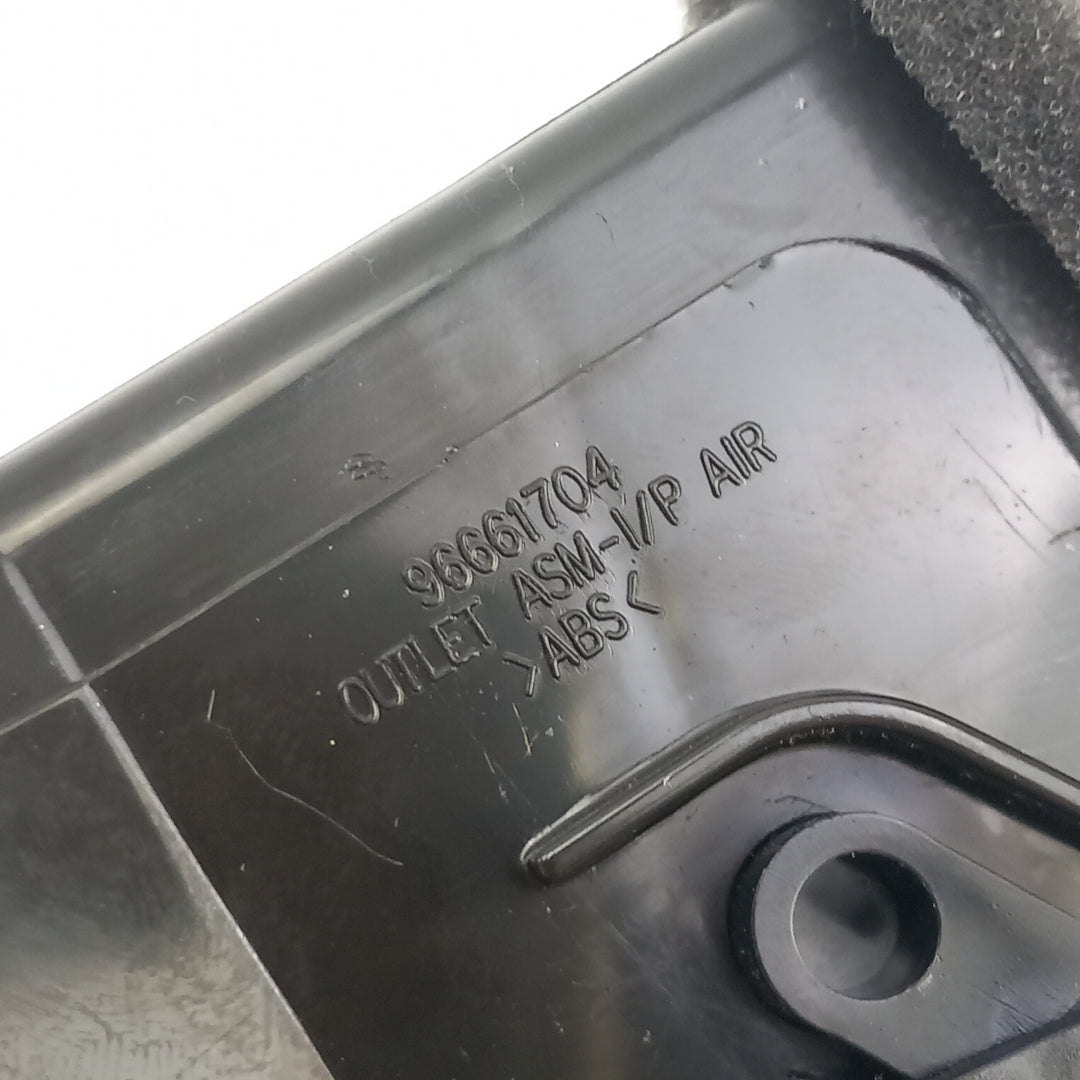 96661704
OUTLET ASM-I/P AIR
>ABS<